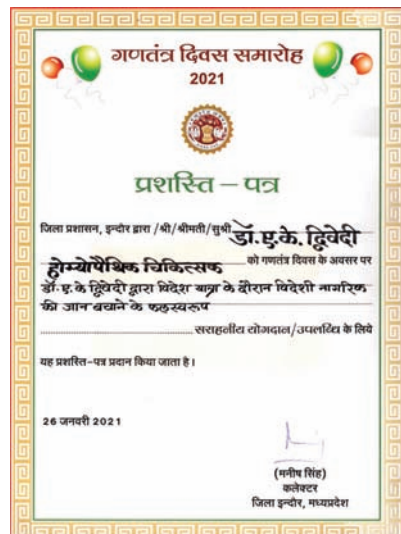 गणतंत्र दिवस समारोह
2021
प्रशस्ति – पत्र
जिला प्रशासन, इन्दौर द्वारा /श्री/श्रीमती/सुश्री डॉ. ए.के. द्विवेदी
होम्योपैथिक चिकित्सक को गणतंत्र दिवस के अवसर पर
डॉ. ए. के द्विवेदी द्वारा विदेश यात्रा के दौरान विदेशी नागरिक
की जान बचाने के फलस्वरूप
सराहनीय योगदान/उपलब्धि के लिये
यह प्रशस्ति-पत्र प्रदान किया जाता है।
26 जनवरी 2021
(मनीष सिंह)
कलेक्टर
जिला इन्दौर, मध्यप्रदेश